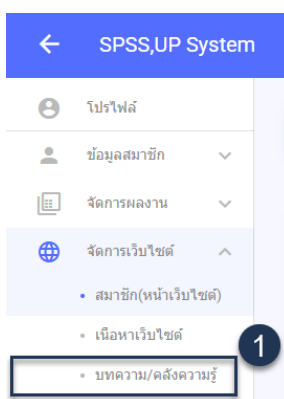 SPSS,UP System
โปรไฟล์
ข้อมูลสมาชิก
จัดการผลงาน
จัดการเว็บไซต์
สมาชิก(หน้าเว็บไซต์)
เนื้อหาเว็บไซต์
1
บทความ/คลังความรู้